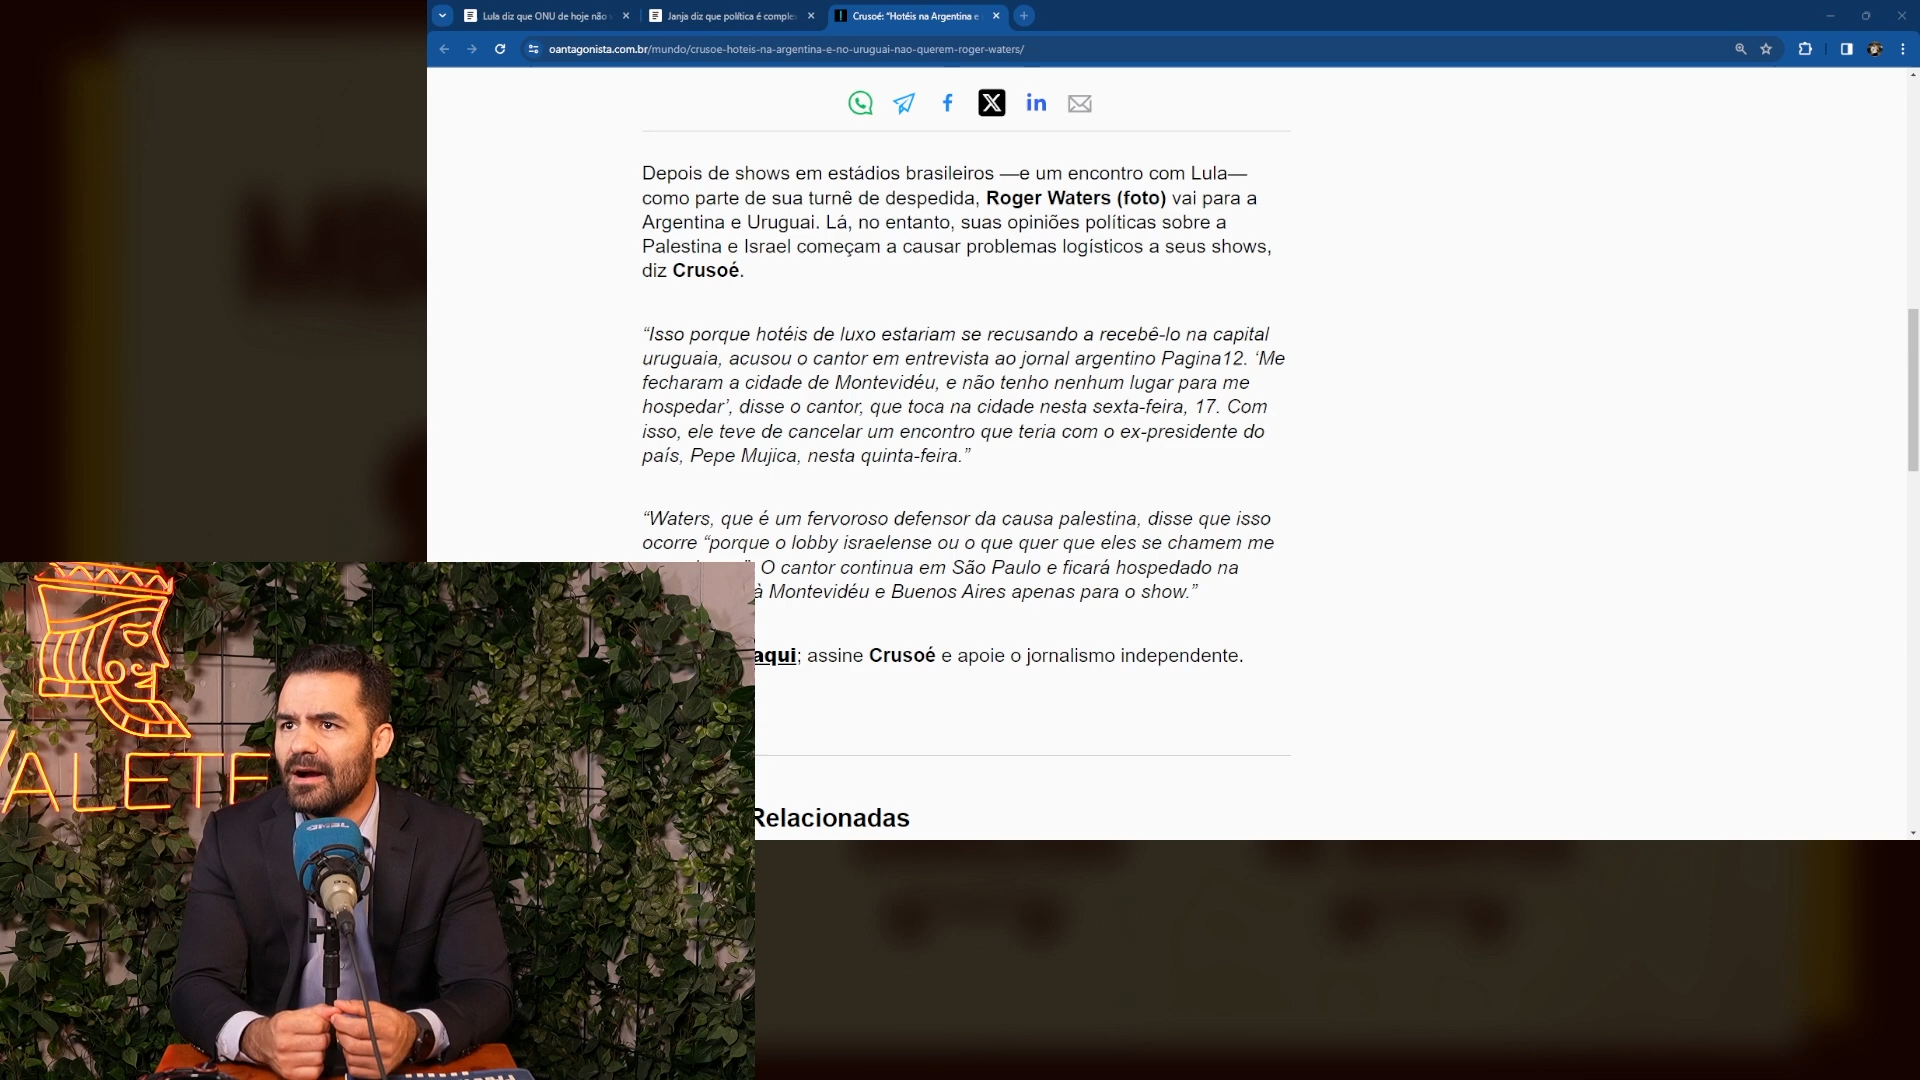 Lula diz que ONU de hoje não
Janja diz que política é comple
Crusoé: "Hotéis na Argentina e
oantagonista.com.br/mundo/crusoe-hoteis-na-argentina-e-no-uruguai-nao-querem-roger-waters/
Depois de shows em estádios brasileiros —e um encontro com Lula—
como parte de sua turnê de despedida, Roger Waters (foto) vai para a
Argentina e Uruguai. Lá, no entanto, suas opiniões políticas sobre a
Palestina e Israel começam a causar problemas logísticos a seus shows,
diz Crusoé.
“Isso porque hotéis de luxo estariam se recusando a recebê-lo na capital
uruguaia, acusou o cantor em entrevista ao jornal argentino Pagina12. ‘Me
fecharam a cidade de Montevidéu, e não tenho nenhum lugar para me
hospedar’, disse o cantor, que toca na cidade nesta sexta-feira, 17. Com
isso, ele teve de cancelar um encontro que teria com o ex-presidente do
país, Pepe Mujica, nesta quinta-feira.”
“Waters, que é um fervoroso defensor da causa palestina, disse que isso
ocorre “porque o lobby israelense ou o que quer que eles se chamem me
O cantor continua em São Paulo e ficará hospedado na
à Montevidéu e Buenos Aires apenas para o show.”
aqui; assine Crusoé e apoie o jornalismo independente.
Relacionadas
VALETE
MBL